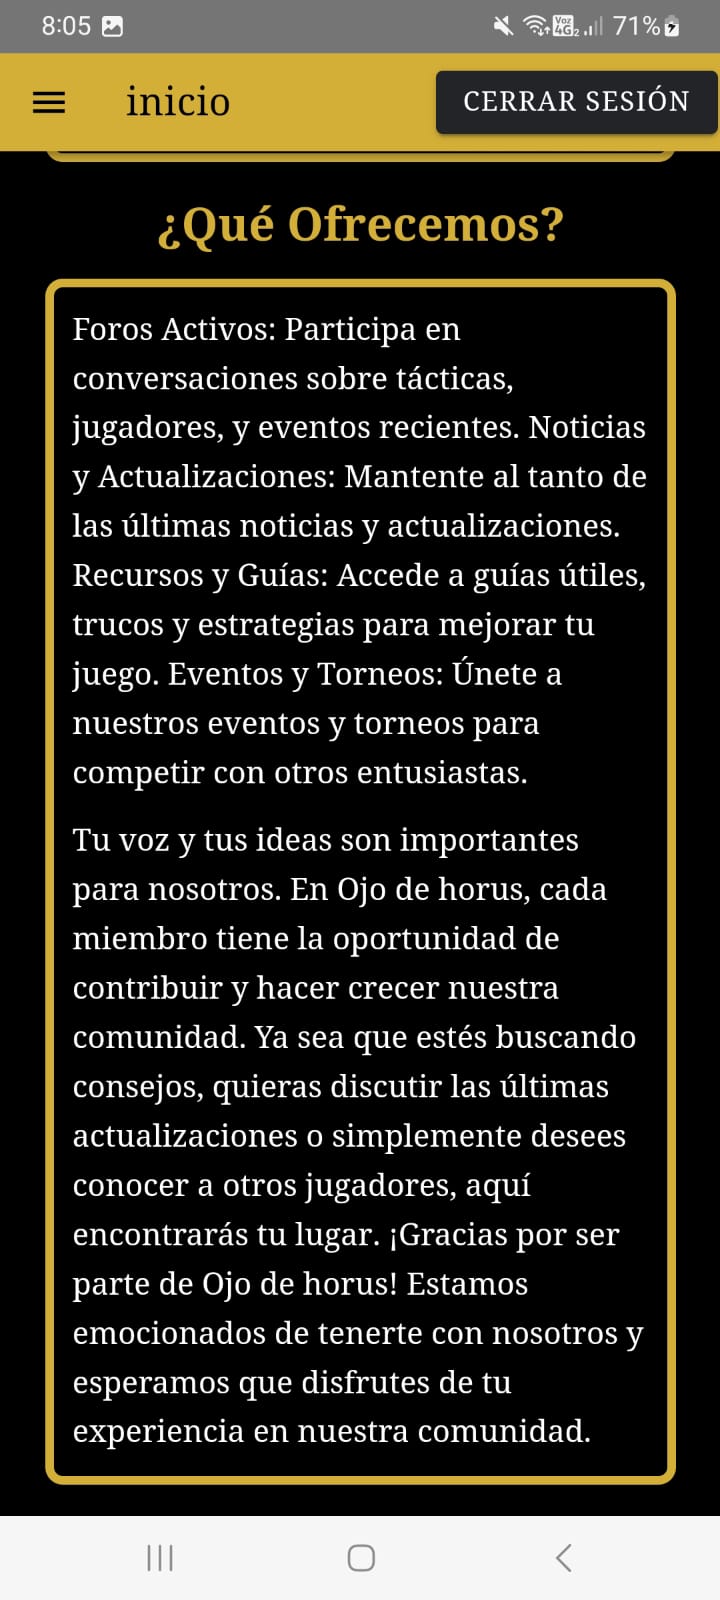 8:05
Voz
4G 2
71%
inicio
CERRAR SESIÓN
¿Qué Ofrecemos?
Foros Activos: Participa en
conversaciones sobre tácticas,
jugadores, y eventos recientes. Noticias
y Actualizaciones: Mantente al tanto de
las últimas noticias y actualizaciones.
Recursos y Guías: Accede a guías útiles,
trucos y estrategias para mejorar tu
juego. Eventos y Torneos: Únete a
nuestros eventos y torneos para
competir con otros entusiastas.
Tu voz y tus ideas son importantes
para nosotros. En Ojo de horus, cada
miembro tiene la oportunidad de
contribuir y hacer crecer nuestra
comunidad. Ya sea que estés buscando
consejos, quieras discutir las últimas
actualizaciones o simplemente desees
conocer a otros jugadores, aquí
encontrarás tu lugar. ¡Gracias por ser
parte de Ojo de horus! Estamos
emocionados de tenerte con nosotros y
esperamos que disfrutes de tu
experiencia en nuestra comunidad.